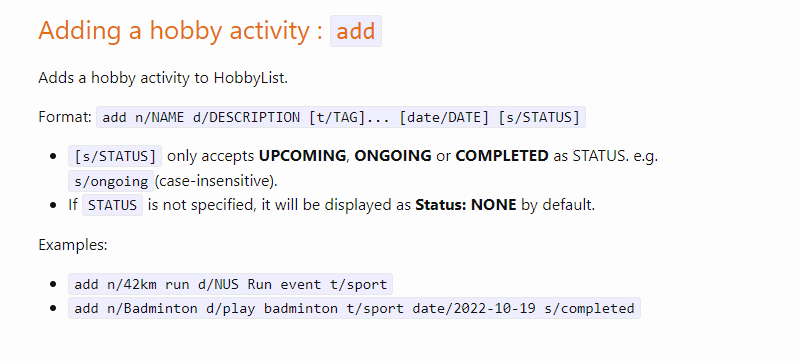 Adding a hobby activity : add
Adds a hobby activity to HobbyList.
Format: add n/NAME d/DESCRIPTION [t/TAG]... [date/DATE] [s/STATUS]
[s/STATUS] only accepts UPCOMING, ONGOING or COMPLETED as STATUS. e.g.
s/ongoing (case-insensitive).
If STATUS is not specified, it will be displayed as Status: NONE by default.
Examples:
add n/42km run d/NUS Run event t/sport
add n/Badminton d/play badminton t/sport date/2022-10-19 s/completed